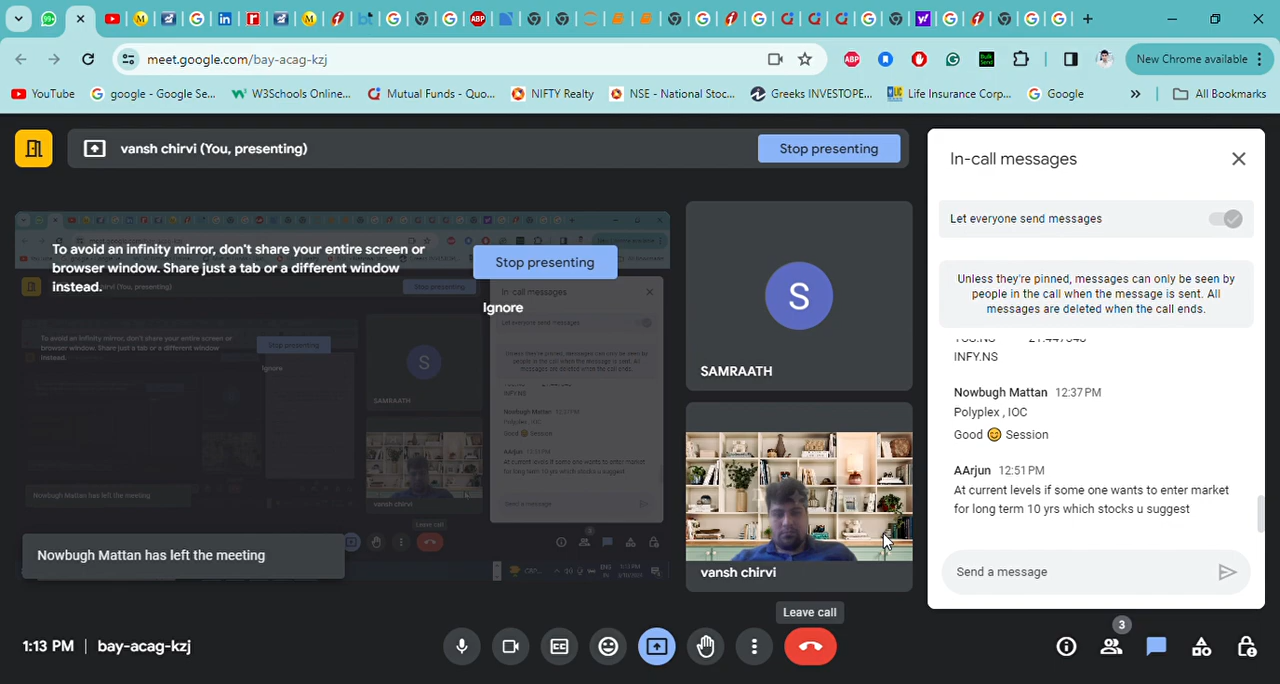 99+
ABP
meet.google.com/bay-acag-kzj
ABP
New Chrome available
YouTube
google - Google Se...
W3Schools Online...
Mutual Funds - Quo...
NIFTY Realty
NSE - National Stoc...
Greeks INVESTOPE...
Life Insurance Corp...
Google
All Bookmarks
vansh chirvi (You, presenting)
Stop presenting
To avoid an infinity mirror, don't share your entire screen or
browser window. Share just a tab or a different window
instead.
Stop presenting
Ignore
S
SAMRAATH
vansh chirvi
Nowbugh Mattan has left the meeting
In-call messages
Let everyone send messages
Unless they're pinned, messages can only be seen by
people in the call when the message is sent. All
messages are deleted when the call ends.
INFY.NS
Nowbugh Mattan 12:37 PM
Polyplex , IOC
Good 😊 Session
AArjun 12:51 PM
At current levels if some one wants to enter market
for long term 10 yrs which stocks u suggest
Send a message
Leave call
1:13 PM | bay-acag-kzj
3